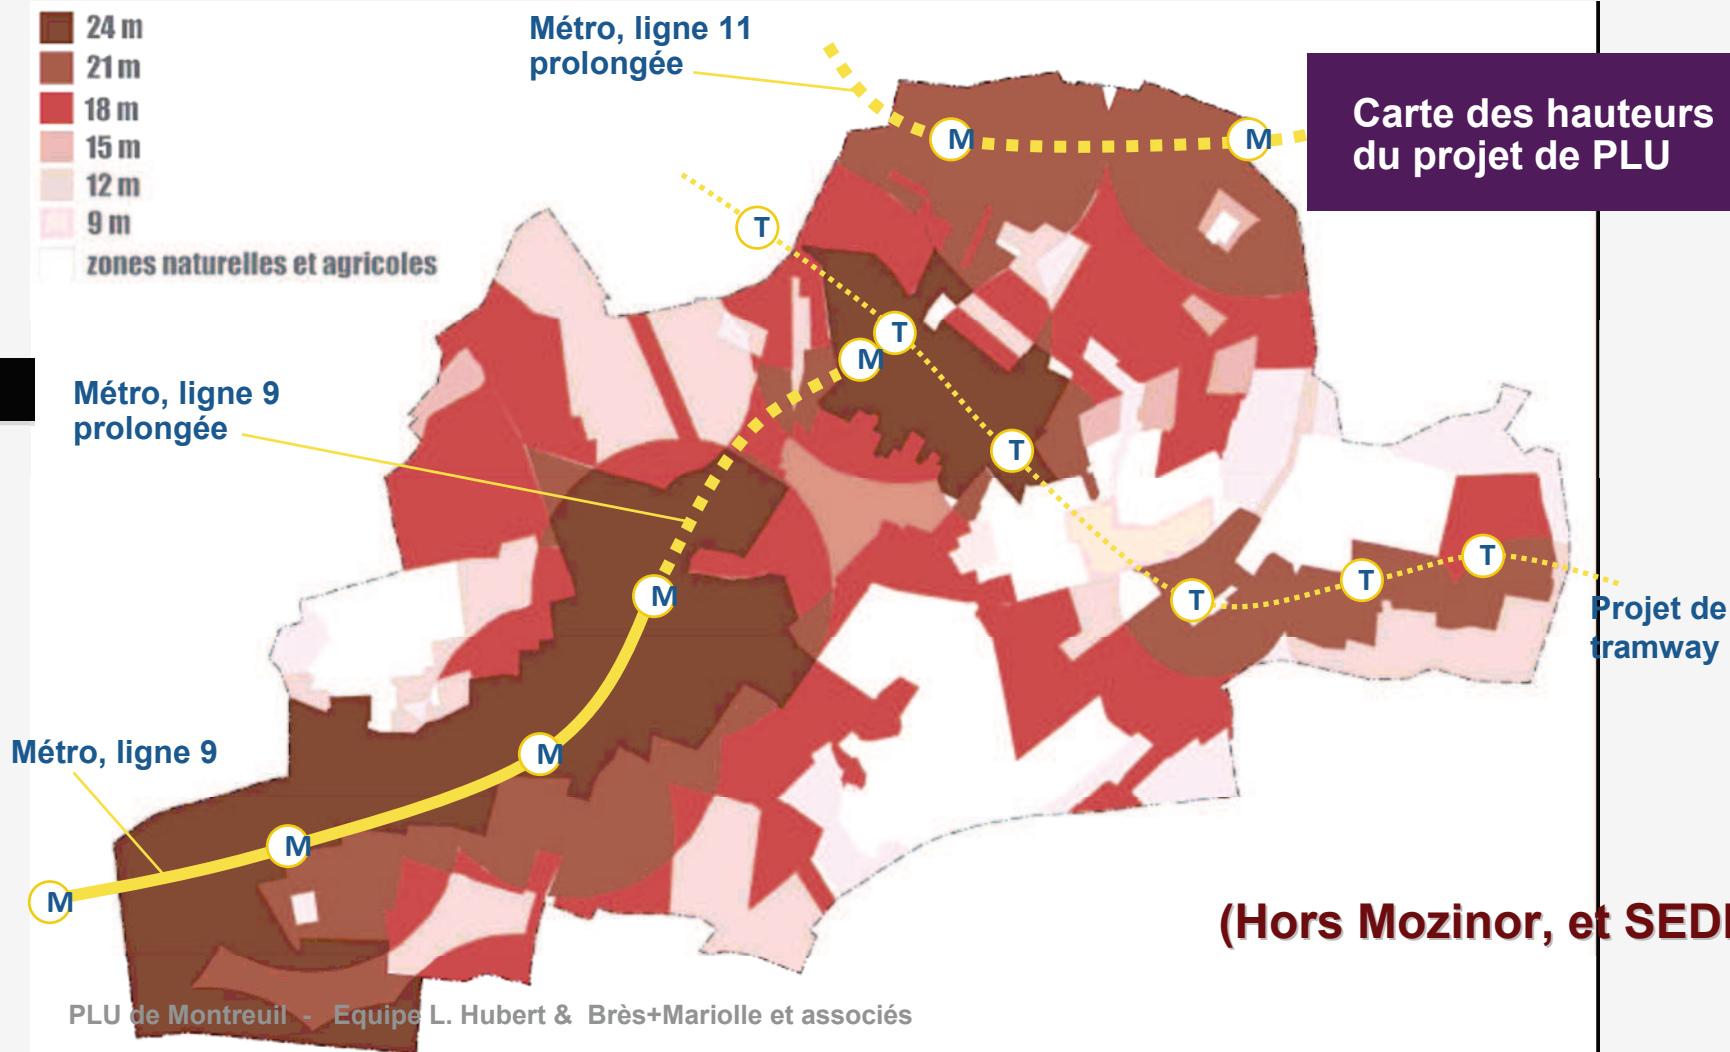 24 m
21 m
18 m
15 m
12 m
9 m
zones naturelles et agricoles
Métro, ligne 11
prolongée
Carte des hauteurs
du projet de PLU
M
M
T
T
M
Métro, ligne 9
prolongée
T
M
T
T
T
Projet de
tramway
Métro, ligne 9
M
M
M
(Hors Mozinor, et
PLU de Montreuil - Equipe L. Hubert & Brès+Mariolle et associés